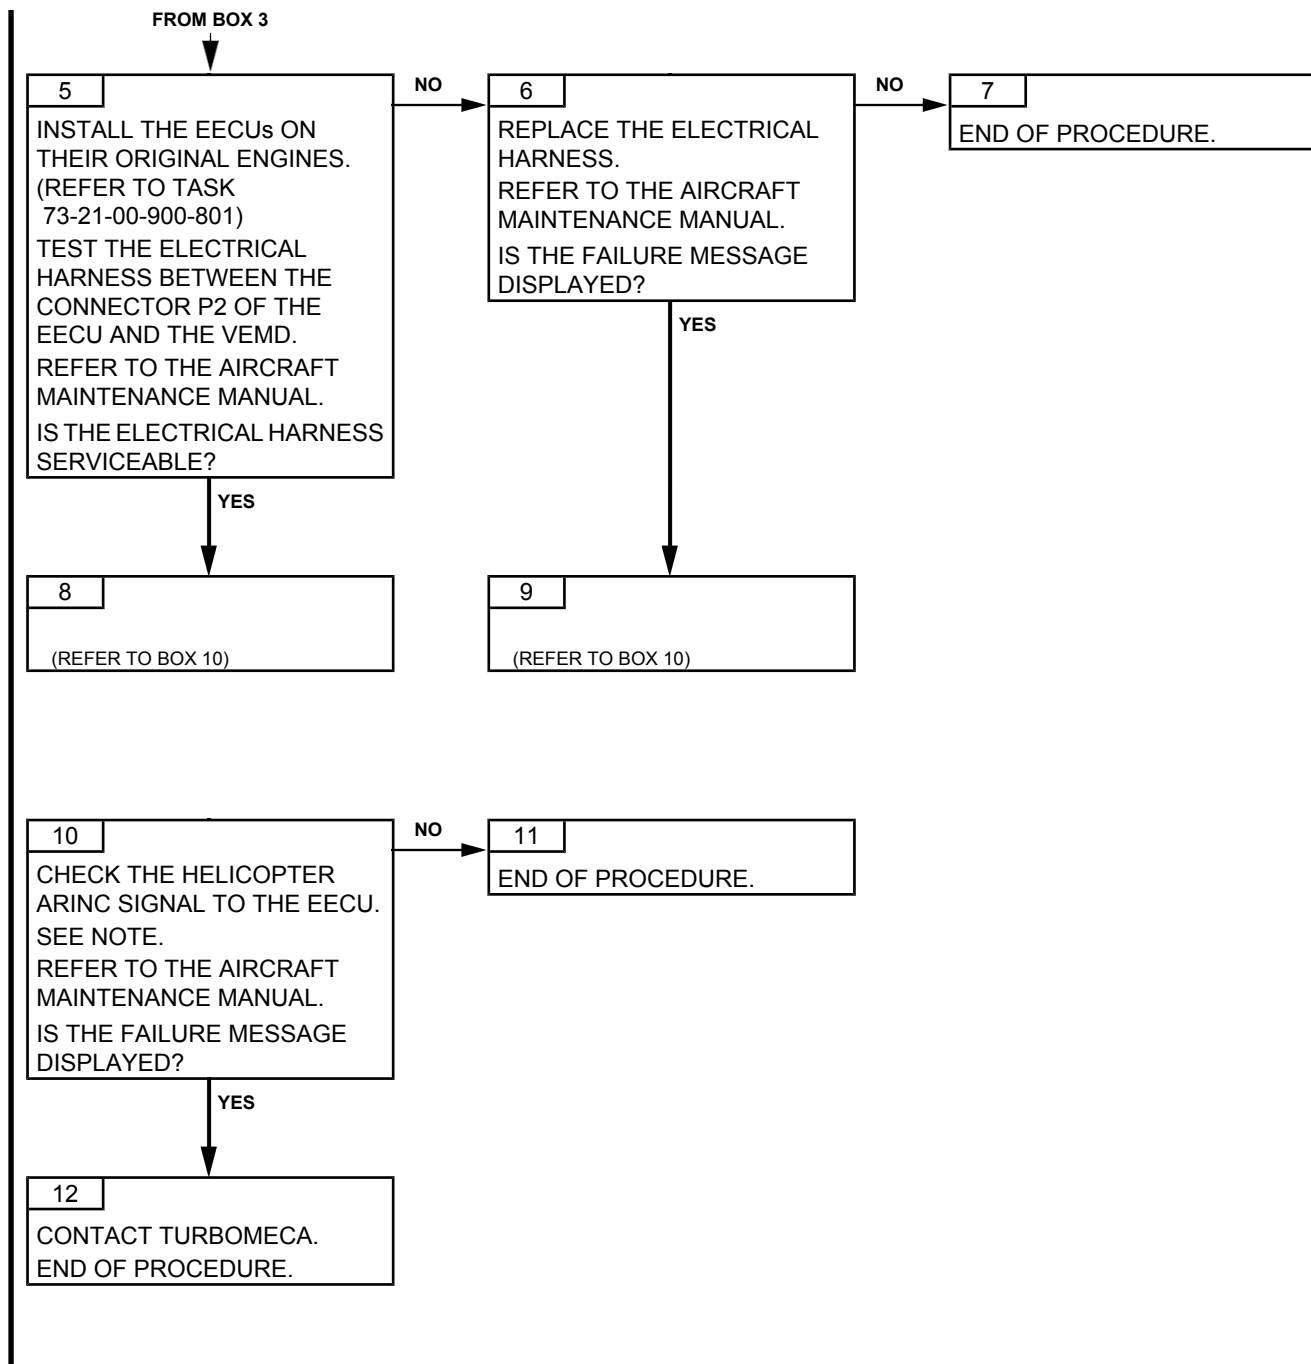 FROM BOX 3
5
INSTALL THE EECUs ON
THEIR ORIGINAL ENGINES.
(REFER TO TASK
73-21-00-900-801)
TEST THE ELECTRICAL
HARNESS BETWEEN THE
CONNECTOR P2 OF THE
EECU AND THE VEMD.
REFER TO THE AIRCRAFT
MAINTENANCE MANUAL.
IS THE ELECTRICAL HARNESS
SERVICEABLE?
NO
6
REPLACE THE ELECTRICAL
HARNESS.
REFER TO THE AIRCRAFT
MAINTENANCE MANUAL.
IS THE FAILURE MESSAGE
DISPLAYED?
NO
7
END OF PROCEDURE.
YES
YES
8
(REFER TO BOX 10)
9
(REFER TO BOX 10)
10
CHECK THE HELICOPTER
ARINC SIGNAL TO THE EECU.
SEE NOTE.
REFER TO THE AIRCRAFT
MAINTENANCE MANUAL.
IS THE FAILURE MESSAGE
DISPLAYED?
NO
11
END OF PROCEDURE.
YES
12
CONTACT TURBOMECA.
END OF PROCEDURE.